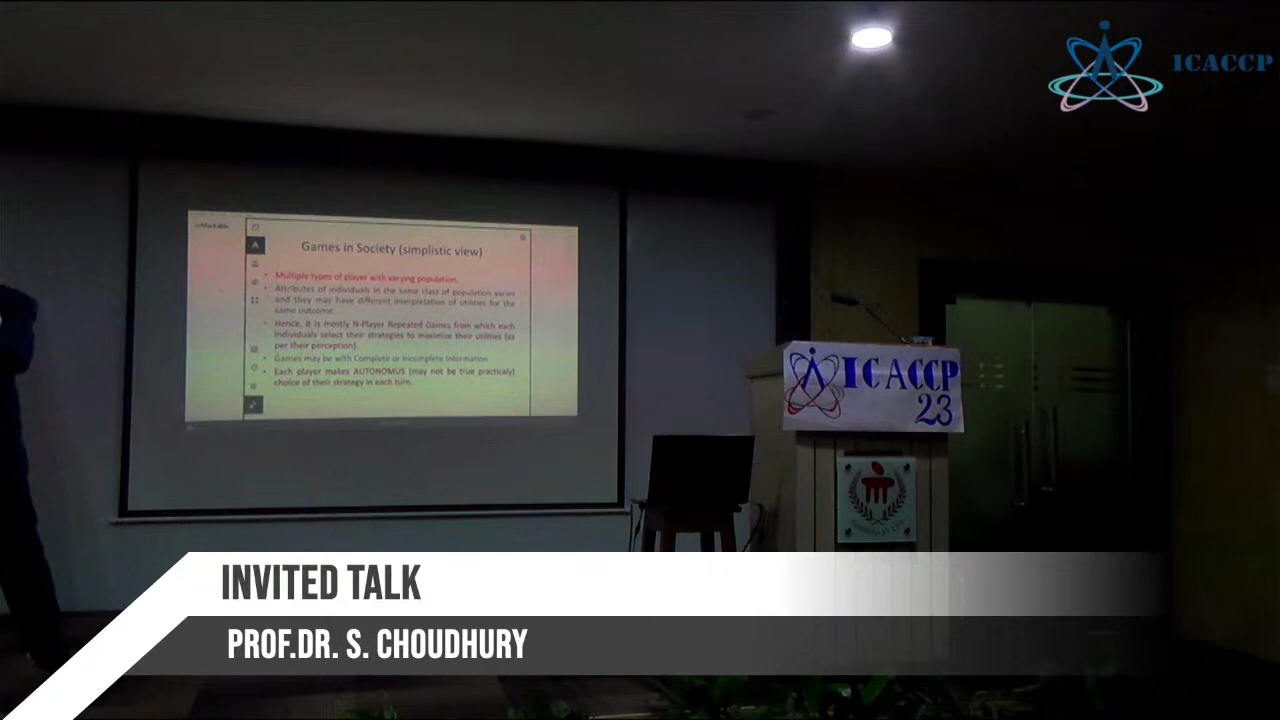 ICACCP
Games in Society (simplistic view)
• Multiple types of player with varying population.
• Attributes of individuals in the same class of population varies
and they may have different interpretation of utilities for the
same outcome.
• Hence, it is mostly N-Player Repeated Games from which each
individuals select their strategies to maximize their utilities (as
per their perception).
• Games may be with Complete or Incomplete Information
• Each player makes AUTONOMUS (may not be true practicaly)
choice of their strategy in each turn.
ICACCP
23
INVITED TALK
PROF.DR. S. CHOUDHURY